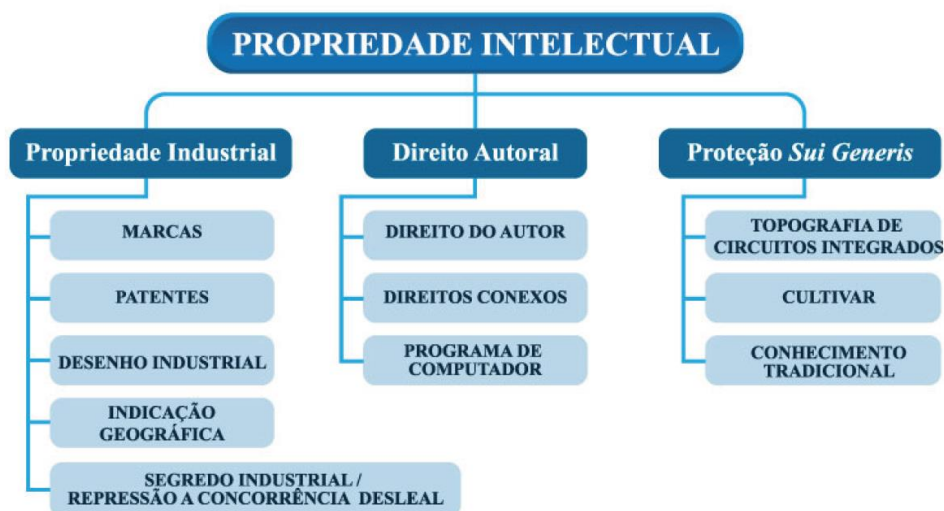 PROPRIEDADE INTELECTUAL
Propriedade Industrial
MARCAS
PATENTES
DESENHO INDUSTRIAL
INDICAÇÃO
GEOGRÁFICA
SEGREDO INDUSTRIAL /
REPRESSÃO A CONCORRÊNCIA DESLEAL
Direito Autoral
DIREITO DO AUTOR
DIREITOS CONEXOS
PROGRAMA DE
COMPUTADOR
Proteção Sui Generis
TOPOGRAFIA DE
CIRCUITOS INTEGRADOS
CULTIVAR
CONHECIMENTO
TRADICIONAL